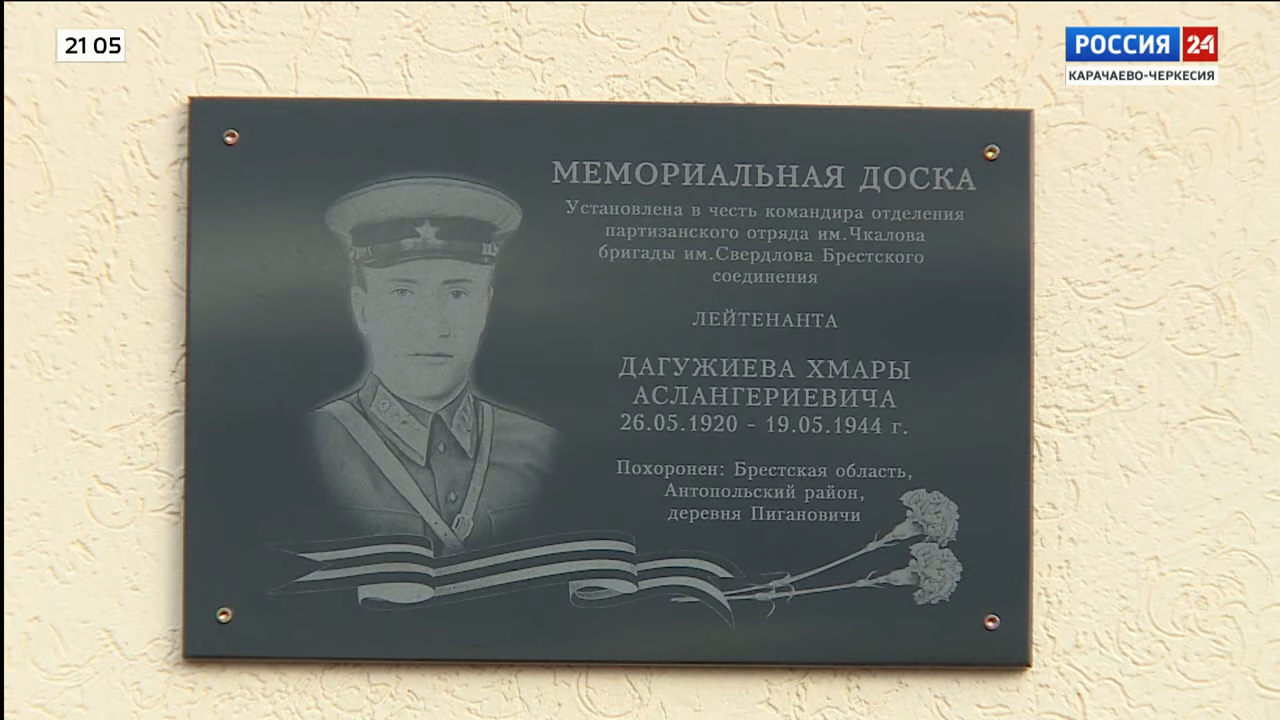 21 05
РОССИЯ 24
КАРАЧАЕВО-ЧЕРКЕСИЯ
МЕМОРИАЛЬНАЯ ДОСКА
Установлена в честь командира отделения
партизанского отряда им.Чкалова
бригады им.Свердлова Брестского
соединения
ЛЕЙТЕНАНТА
ДАГУЖИЕВА ХМАРЫ
АСЛАНГЕРИЕВИЧА
26.05.1920 - 19.05.1944 г.
Похоронен: Брестская область,
Антопольский район,
деревня Пигановичи